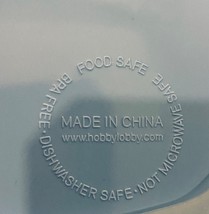 FOOD SAFE
BPA FREE · DISHWASHER SAFE · NOT MICROWAVE SAFE
MADE IN CHINA
www.hobbylobby.com